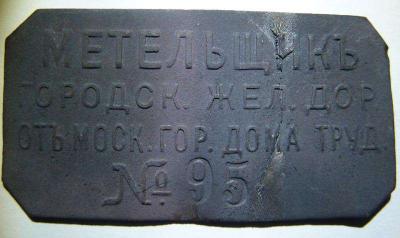 МЕТЕЛЬЩИКЪ
ГОРОДСК. ЖЕЛ. ДОР.
ОТЪ МОСК. ГОР. ДОМА ТРУД.
№ 95